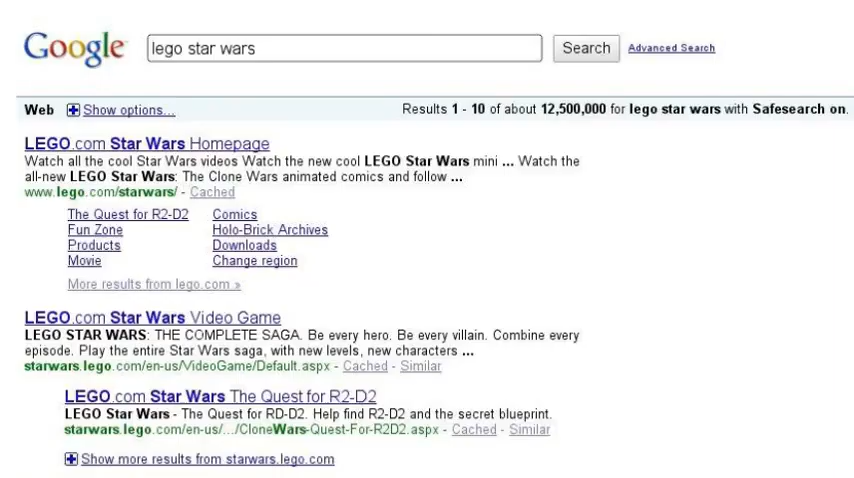 Google lego star wars Search Advanced Search
Web Show options... Results 1 - 10 of about 12,500,000 for lego star wars with Safesearch on.
LEGO.com Star Wars Homepage
Watch all the cool Star Wars videos Watch the new cool LEGO Star Wars mini ... Watch the
all-new LEGO Star Wars: The Clone Wars animated comics and follow ...
www.lego.com/starwars/ - Cached
The Quest for R2-D2 Comics
Fun Zone Holo-Brick Archives
Products Downloads
Movie Change region
More results from lego.com »
LEGO.com Star Wars Video Game
LEGO STAR WARS: THE COMPLETE SAGA. Be every hero. Be every villain. Combine every
episode. Play the entire Star Wars saga, with new levels, new characters ...
starwars.lego.com/en-us/VideoGame/Default.aspx - Cached - Similar
LEGO.com Star Wars The Quest for R2-D2
LEGO Star Wars - The Quest for RD-D2. Help find R2-D2 and the secret blueprint.
starwars.lego.com/en-us/.../CloneWars-Quest-For-R2D2.aspx - Cached - Similar
Show more results from starwars.lego.com